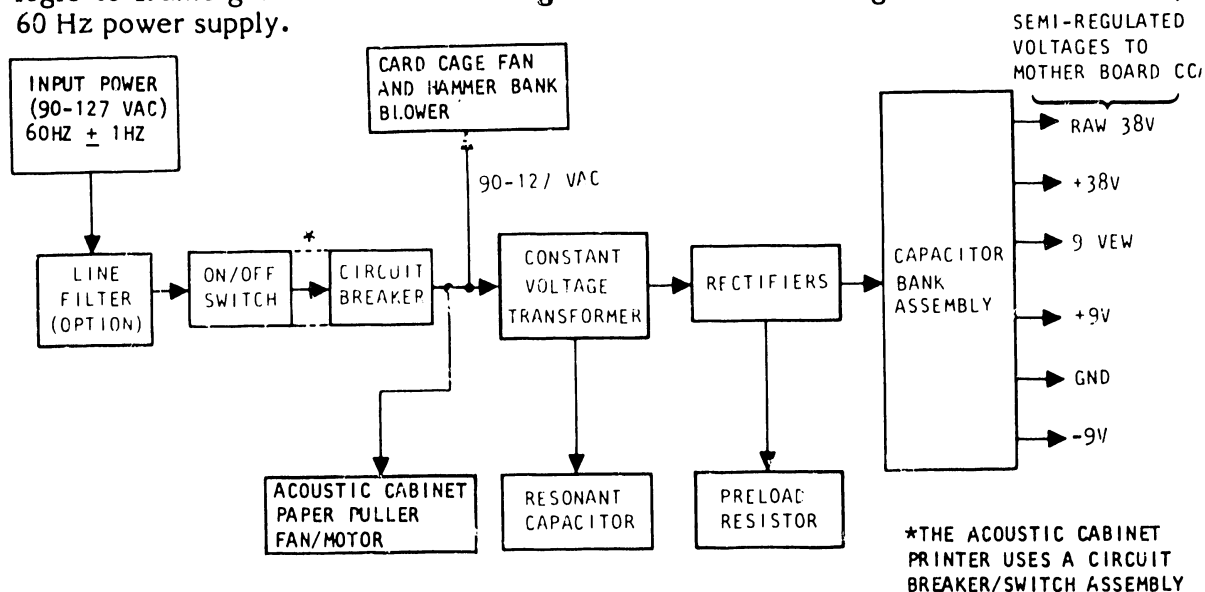 60 Hz power supply.
SEMI-REGULATED
VOLTAGES TO
MOTHER BOARD CCA
INPUT POWER
(90-127 VAC)
60HZ ± 1HZ
CARD CAGE FAN
AND HAMMER BANK
BLOWER
90-127 VAC
RAW 38V
+38V
9 VEW
+9V
GND
-9V
LINE
FILTER
(OPTION)
ON/OFF
SWITCH
*
CIRCUIT
BREAKER
CONSTANT
VOLTAGE
TRANSFORMER
RECTIFIERS
CAPACITOR
BANK
ASSEMBLY
ACOUSTIC CABINET
PAPER PULLER
FAN/MOTOR
RESONANT
CAPACITOR
PRELOAD
RESISTOR
*THE ACOUSTIC CABINET
PRINTER USES A CIRCUIT
BREAKER/SWITCH ASSEMBLY